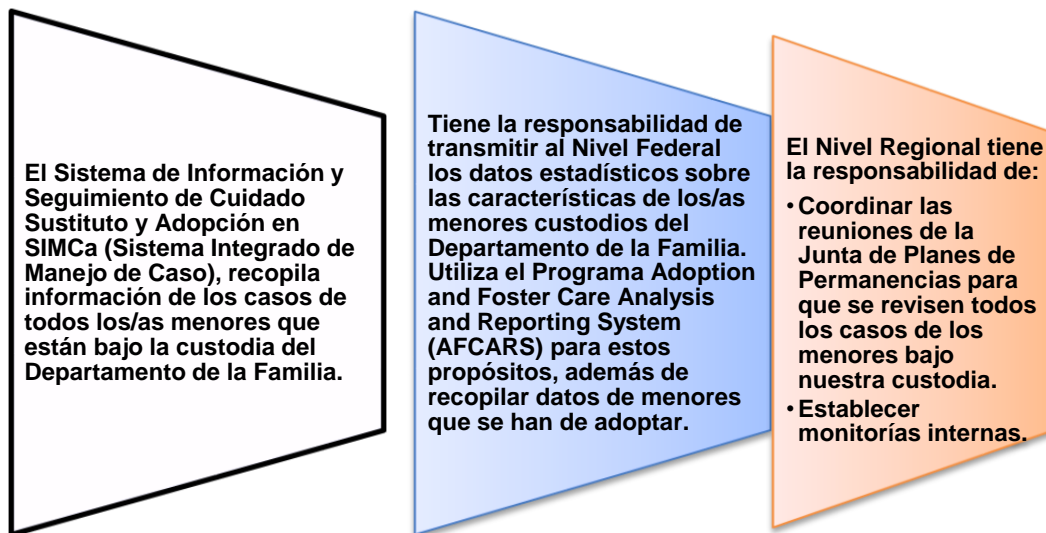 El Sistema de Información y
Seguimiento de Cuidado
Sustituto y Adopción en
SIMCa (Sistema Integrado de
Manejo de Caso), recopila
información de los casos de
todos los/as menores que
están bajo la custodia del
Departamento de la Familia.
Tiene la responsabilidad de
transmitir al Nivel Federal
los datos estadísticos sobre
las características de los/as
menores custodios del
Departamento de la Familia.
Utiliza el Programa Adoption
and Foster Care Analysis
and Reporting System
(AFCARS) para estos
propósitos, además de
recopilar datos de menores
que se han de adoptar.
El Nivel Regional tiene
la responsabilidad de:
• Coordinar las
reuniones de la
Junta de Planes de
Permanencias para
que se revisen todos
los casos de los
menores bajo
nuestra custodia.
• Establecer
monitorías internas.